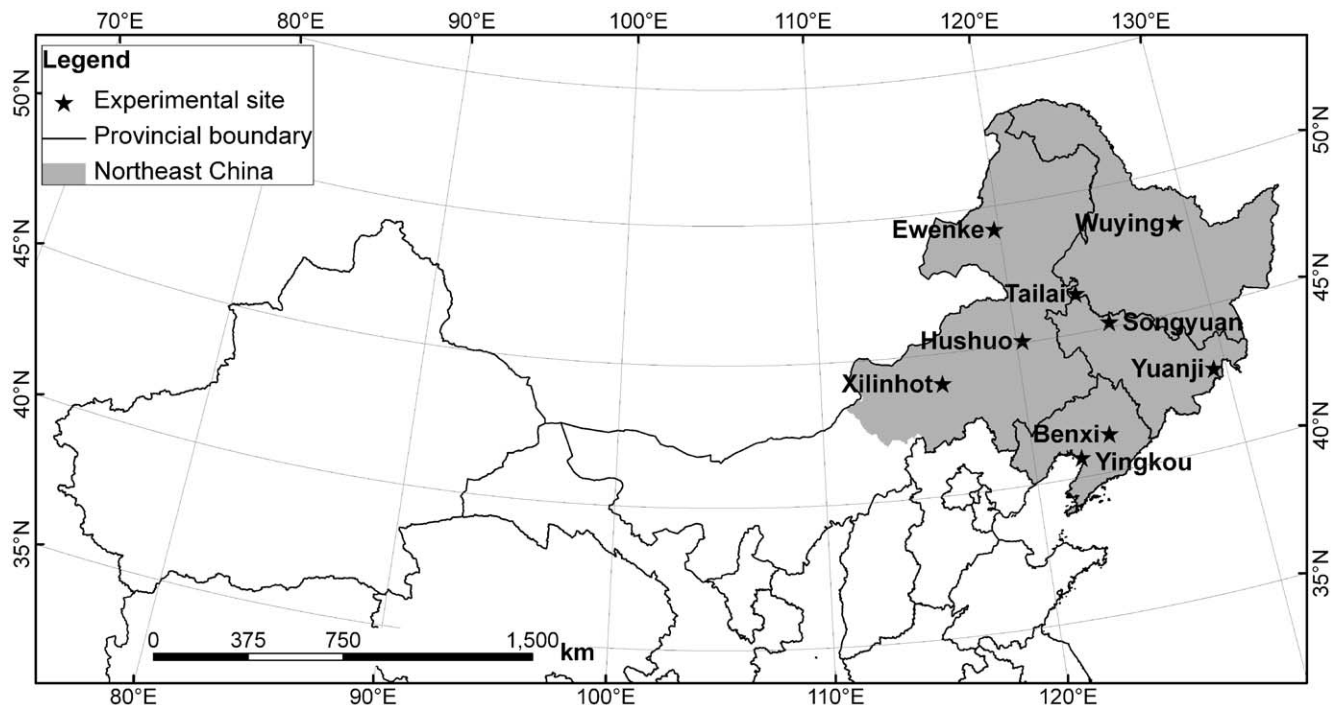 70°E 80°E 90°E 100°E 110°E 120°E 130°E
Legend
Experimental site
Provincial boundary
Northeast China
50°N
45°N
40°N
35°N
50°N
45°N
40°N
35°N
Ewenke
Wuying
Tailai
Songyuan
Hushuo
Yuanji
Xilinhot
Benxi
Yingkou
0 375 750 1,500 km
80°E 90°E 100°E 110°E 120°E